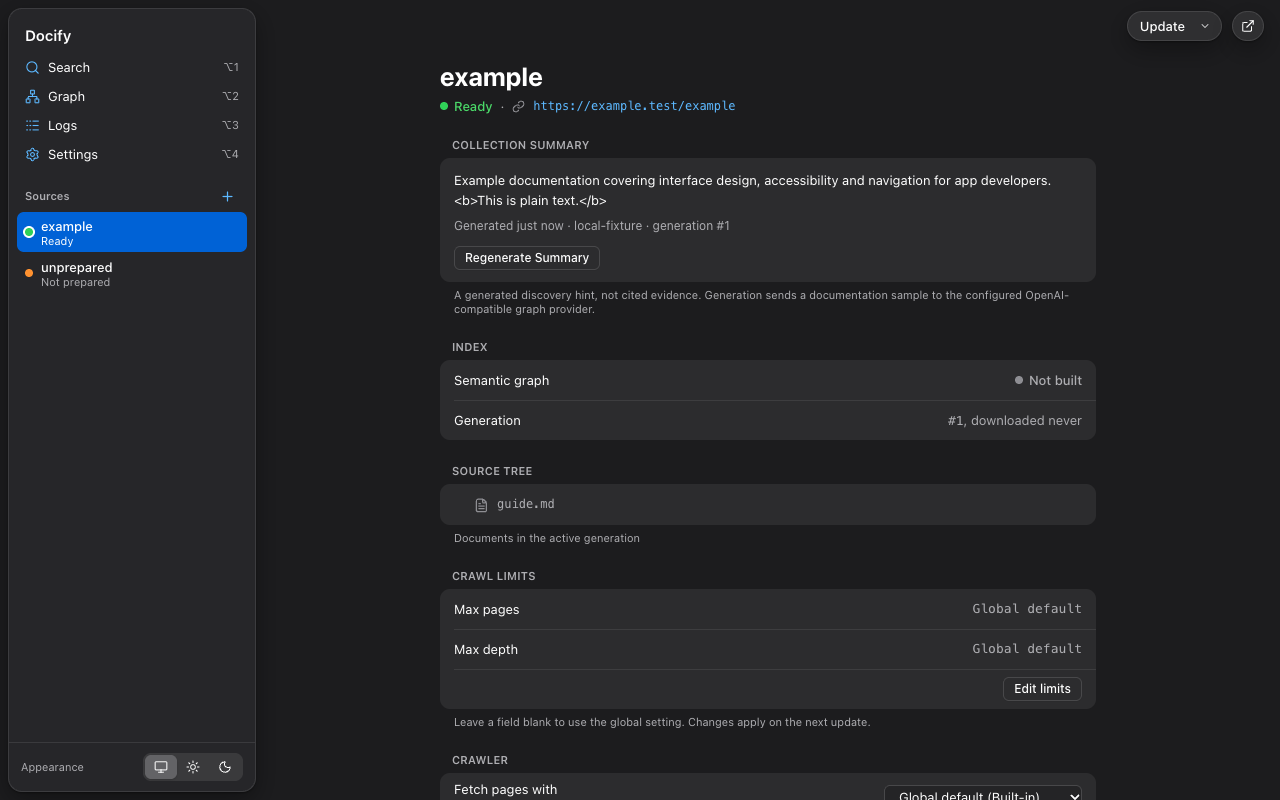 Docify
Search ⌥1
Graph ⌥2
Logs ⌥3
Settings ⌥4
Sources
example
Ready
unprepared
Not prepared
Appearance
Update
example
Ready · https://example.test/example
COLLECTION SUMMARY
Example documentation covering interface design, accessibility and navigation for app developers.
<b>This is plain text.</b>
Generated just now · local-fixture · generation #1
Regenerate Summary
A generated discovery hint, not cited evidence. Generation sends a documentation sample to the configured OpenAI-
compatible graph provider.
INDEX
Semantic graph Not built
Generation #1, downloaded never
SOURCE TREE
guide.md
Documents in the active generation
CRAWL LIMITS
Max pages Global default
Max depth Global default
Edit limits
Leave a field blank to use the global setting. Changes apply on the next update.
CRAWLER
Fetch pages with Global default (Built-in)